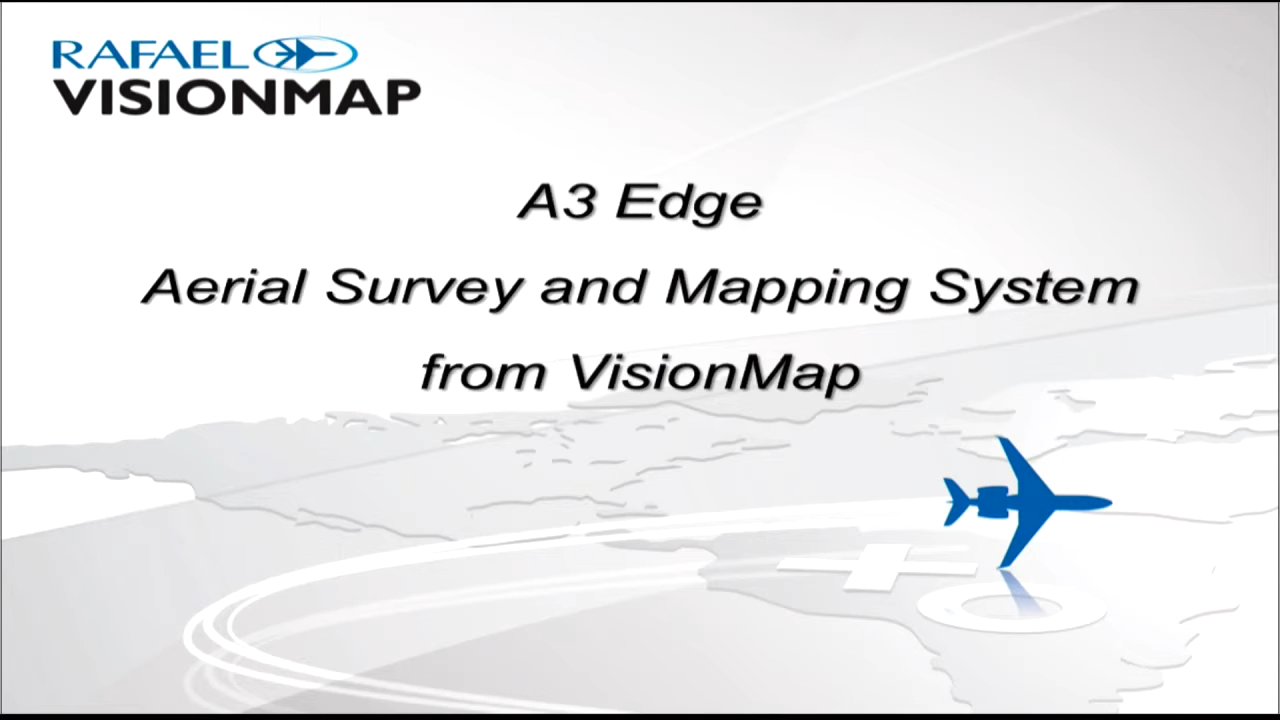 RAFAEL
VISIONMAP
A3 Edge
Aerial Survey and Mapping System
from VisionMap